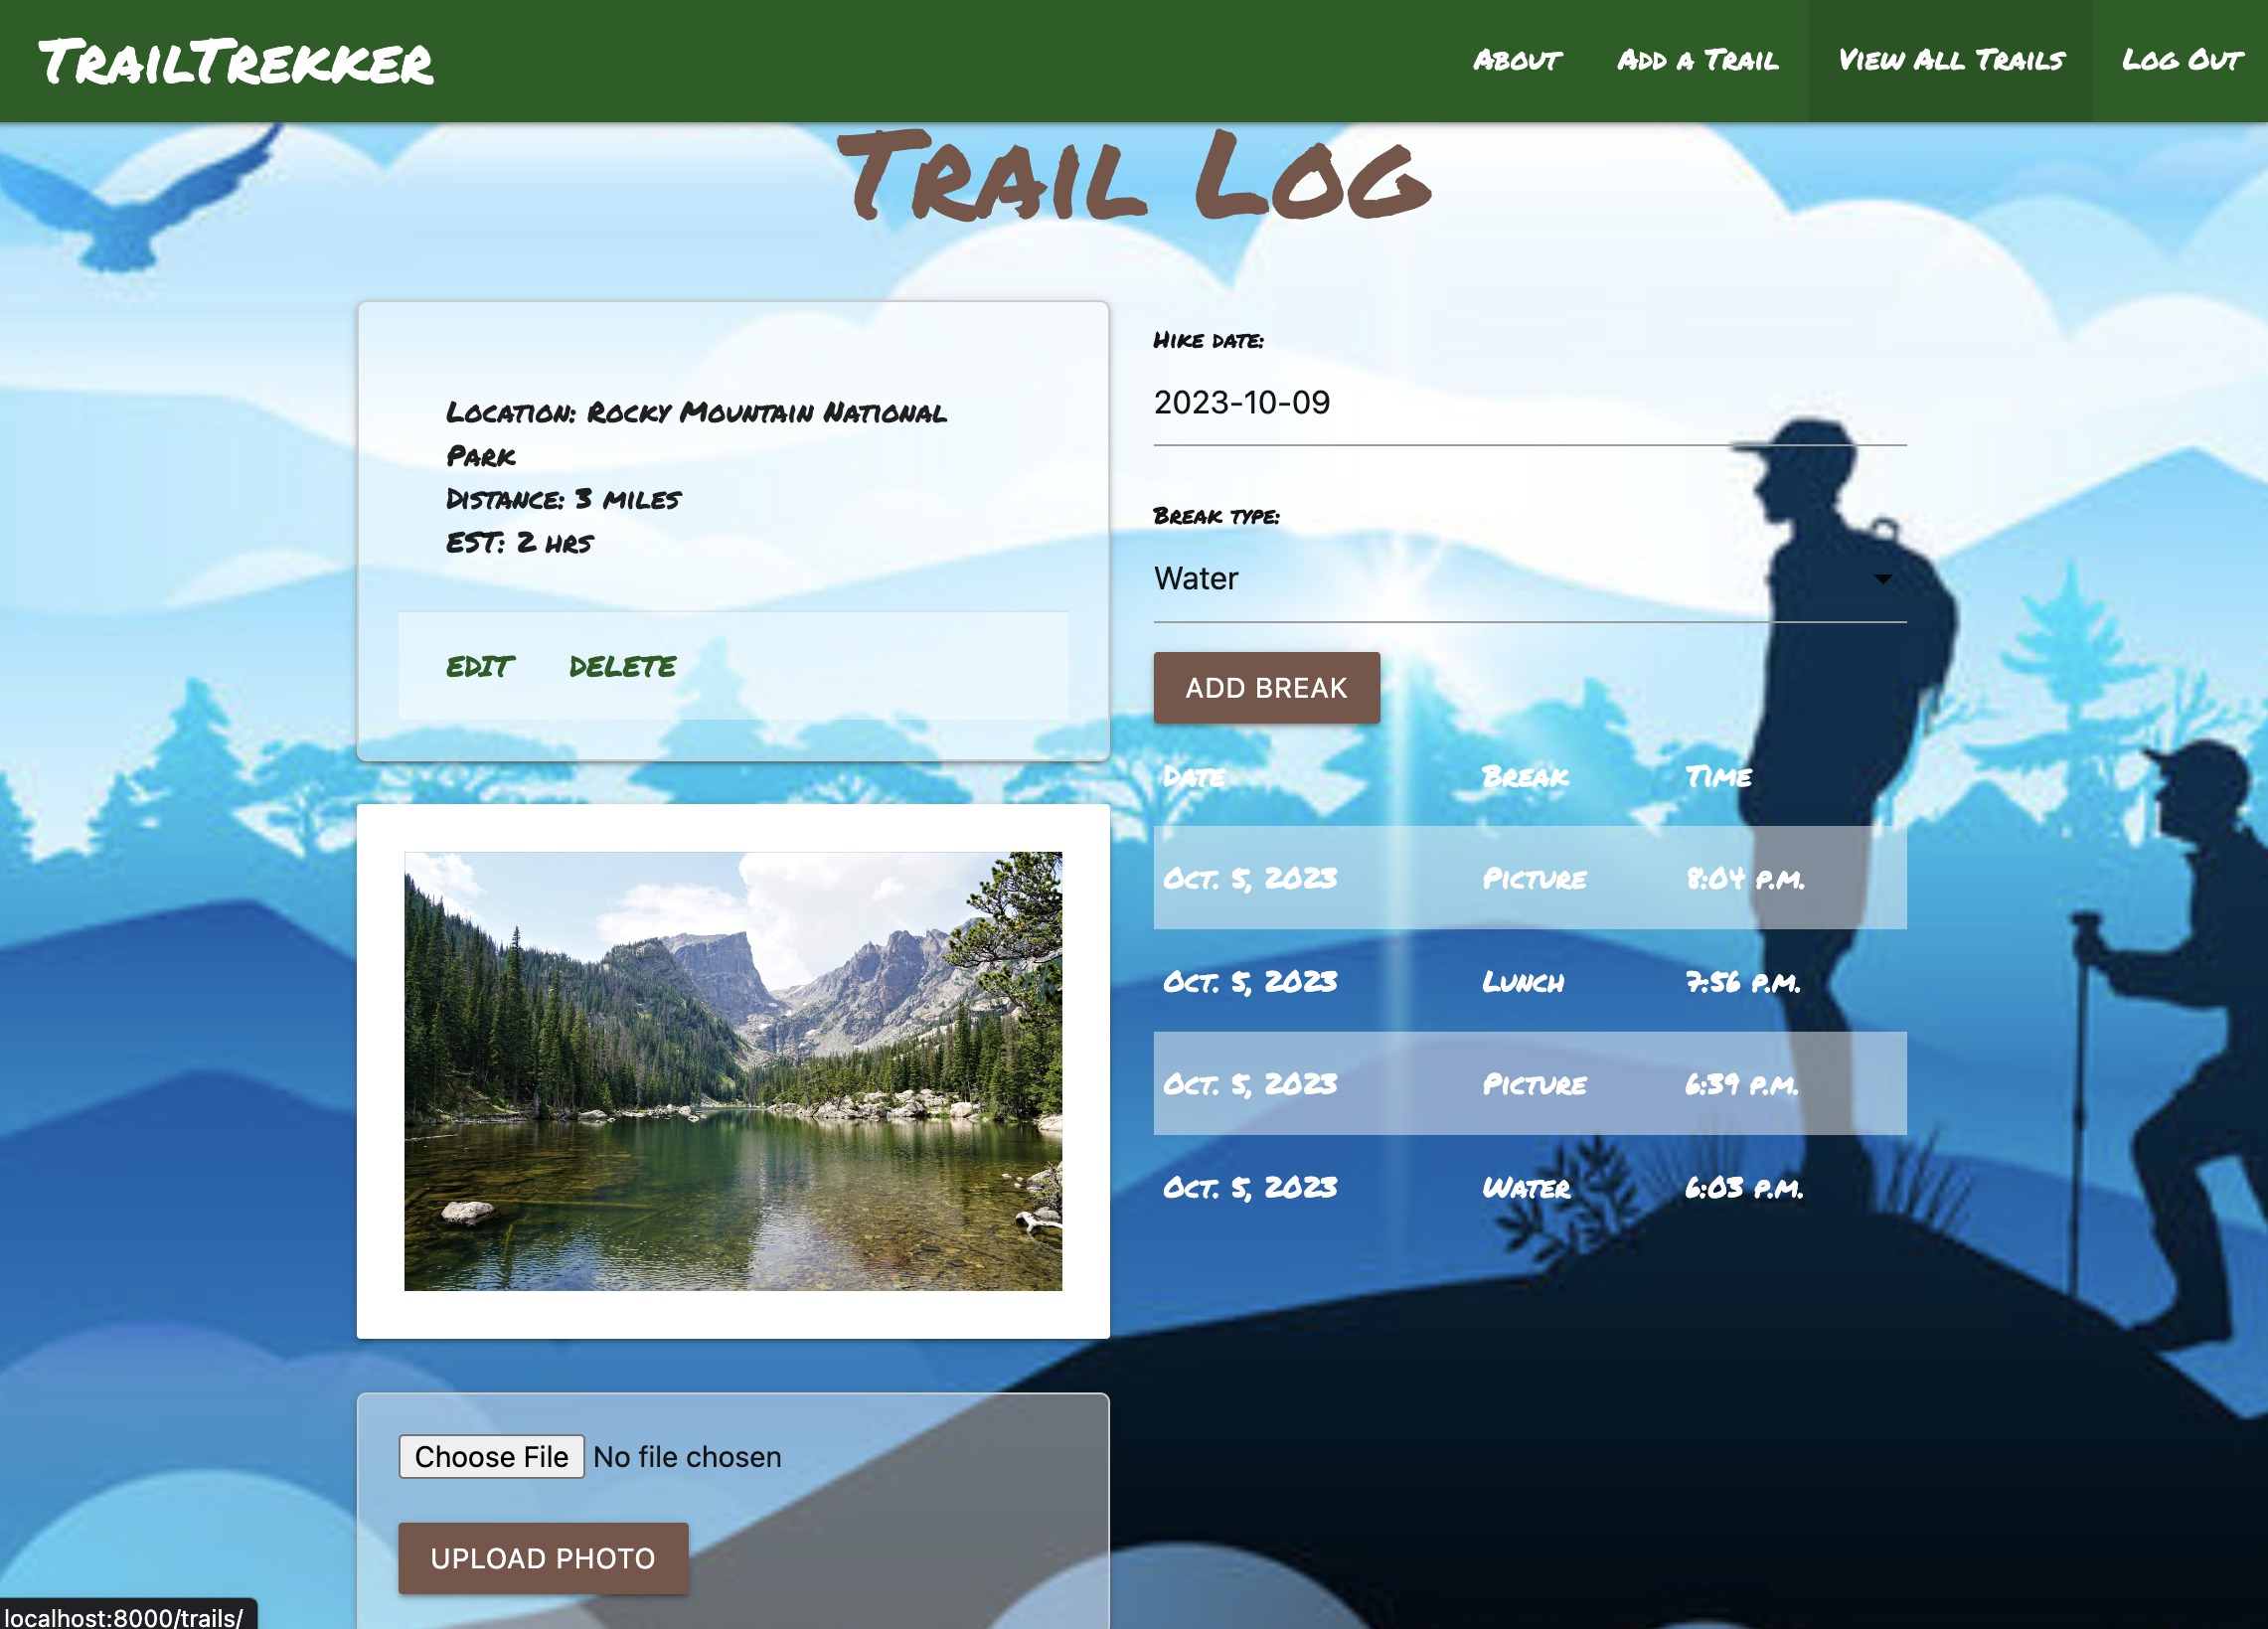 TrailTrekker
About Add a Trail View All Trails Log Out
Trail Log
Location: Rocky Mountain National
Park
Distance: 3 miles
EST: 2 hrs
EDIT DELETE
Hike date:
2023-10-09
Break type:
Water
ADD BREAK
Date Break Time
Oct. 5, 2023 Picture 8:04 p.m.
Oct. 5, 2023 Lunch 7:56 p.m.
Oct. 5, 2023 Picture 6:39 p.m.
Oct. 5, 2023 Water 6:03 p.m.
Choose File No file chosen
UPLOAD PHOTO
localhost:8000/trails/